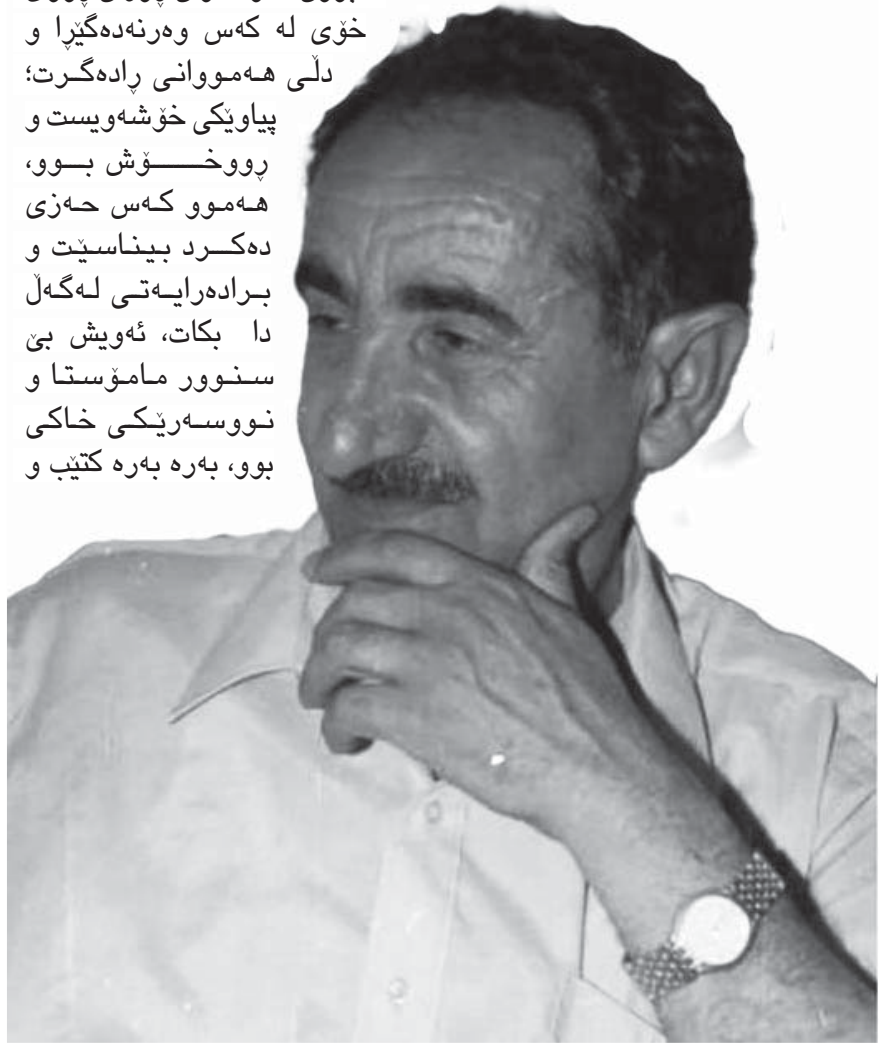 خۆی لە کەس وەرنەدەگێڕا و
دڵی هەمووانی ڕادەگرت؛
پیاوێکی خۆشەویست و
ڕووخۆش بوو،
هەموو کەس حەزی
دەکرد بیناسێت و
برادەرایەتی لەگەڵ
دا بکات، ئەویش بێ
سنوور مامۆستا و
نووسەرێکی خاکی
بوو، بەرە بەرە کتێب و